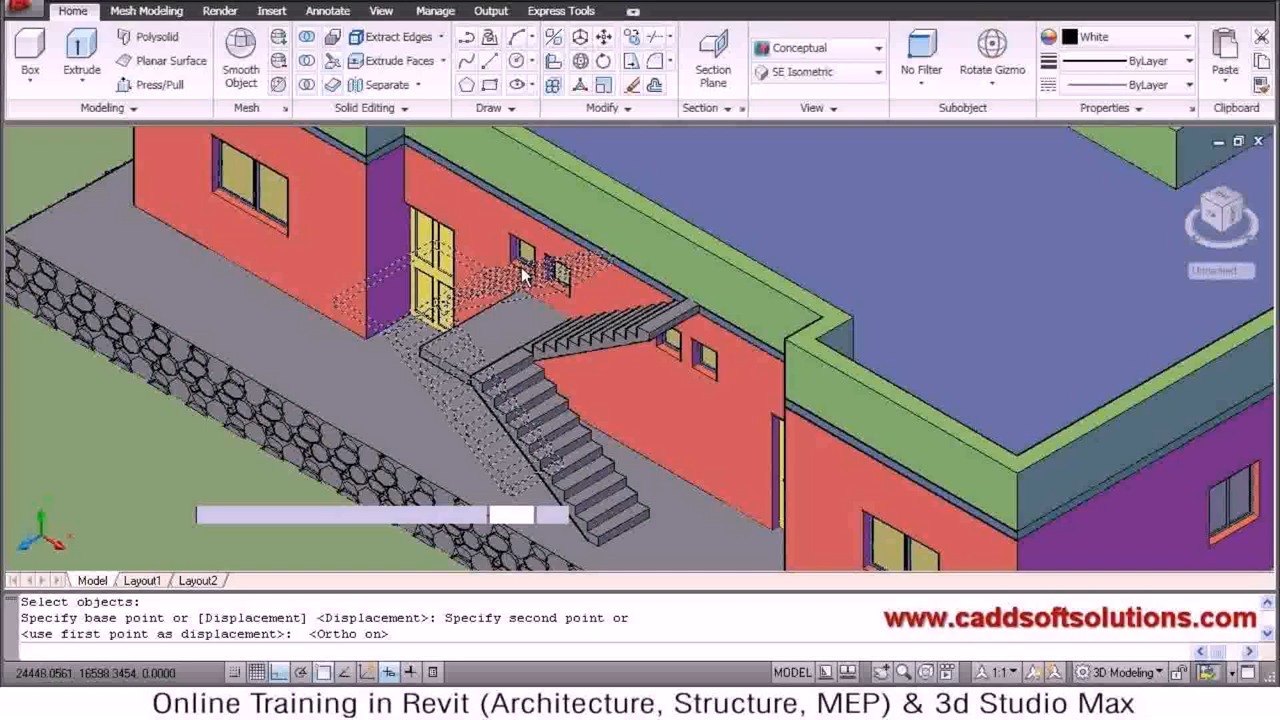 Home Mesh Modeling Render Insert Annotate View Manage Output Express Tools
Polysolid
Extract Edges
Conceptual
White
Planar Surface
Extrude Faces
SE Isometric
ByLayer
Box
Extrude
Press/Pull
Smooth Object
Separate
Section Plane
No Filter
Rotate Gizmo
ByLayer
Paste
Modeling
Mesh
Solid Editing
Draw
Modify
Section
View
Subobject
Properties
Clipboard
Unnamed
Model Layout1 Layout2
Select objects:
Specify base point or [Displacement] <Displacement>: Specify second point or
<use first point as displacement>: <Ortho on>
www.caddsoftsolutions.com
24448.0561, 16598.3454, 0.0000 MODEL 1:1 3D Modeling
Online Training in Revit (Architecture, Structure, MEP) & 3d Studio Max